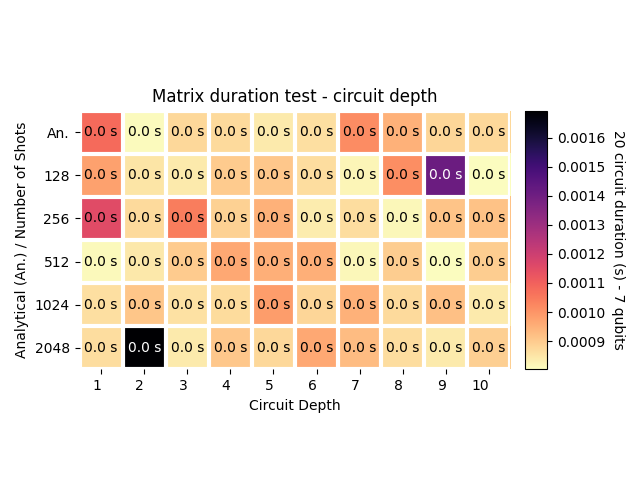 Matrix duration test - circuit depth
Analytical (An.) / Number of Shots
An. 0.0 s 0.0 s 0.0 s 0.0 s 0.0 s 0.0 s 0.0 s 0.0 s 0.0 s 0.0 s
128 0.0 s 0.0 s 0.0 s 0.0 s 0.0 s 0.0 s 0.0 s 0.0 s 0.0 s 0.0 s
256 0.0 s 0.0 s 0.0 s 0.0 s 0.0 s 0.0 s 0.0 s 0.0 s 0.0 s 0.0 s
512 0.0 s 0.0 s 0.0 s 0.0 s 0.0 s 0.0 s 0.0 s 0.0 s 0.0 s 0.0 s
1024 0.0 s 0.0 s 0.0 s 0.0 s 0.0 s 0.0 s 0.0 s 0.0 s 0.0 s 0.0 s
2048 0.0 s 0.0 s 0.0 s 0.0 s 0.0 s 0.0 s 0.0 s 0.0 s 0.0 s 0.0 s
1 2 3 4 5 6 7 8 9 10
Circuit Depth
0.0016
0.0015
0.0014
0.0013
0.0012
0.0011
0.0010
0.0009
20 circuit duration (s) - 7 qubits